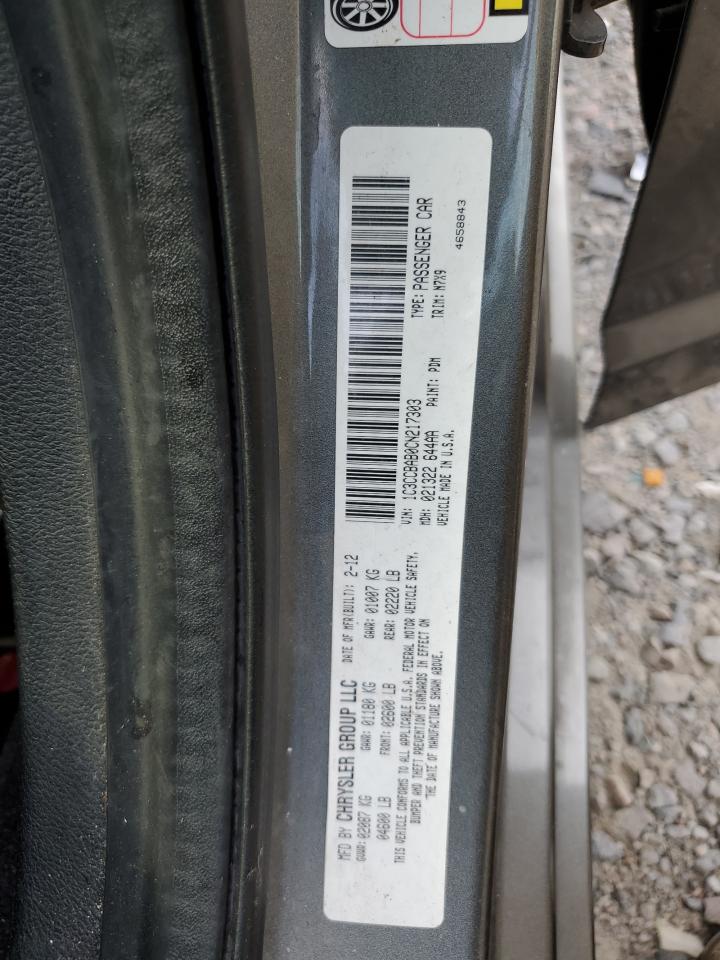 MFD BY CHRYSLER GROUP LLC DATE OF MFR(BUILT): 2-12
GVWR: 02087 KG GAWR: 01180 KG GAWR: 01007 KG
04600 LB FRONT: 02600 LB REAR: 02220 LB
THIS VEHICLE CONFORMS TO ALL APPLICABLE U.S.A. FEDERAL MOTOR VEHICLE SAFETY,
BUMPER AND THEFT PREVENTION STANDARDS IN EFFECT ON
THE DATE OF MANUFACTURE SHOWN ABOVE.
VIN: 1C3CCBAB0CN217303 TYPE: PASSENGER CAR
MDH: 021322 644AA PAINT: PDM TRIM: N7X9
VEHICLE MADE IN U.S.A.
4658843